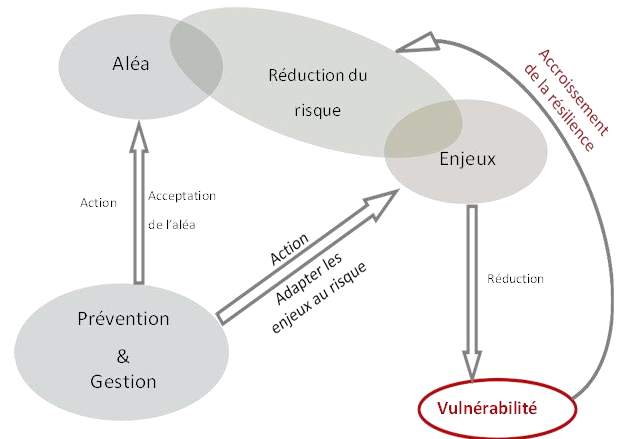 Aléa
Réduction du
risque
Accroissement
de la résilience
Enjeux
Action
Acceptation
de l'aléa
Action
Adapter les
enjeux au risque
Réduction
Prévention
&
Gestion
Vulnérabilité